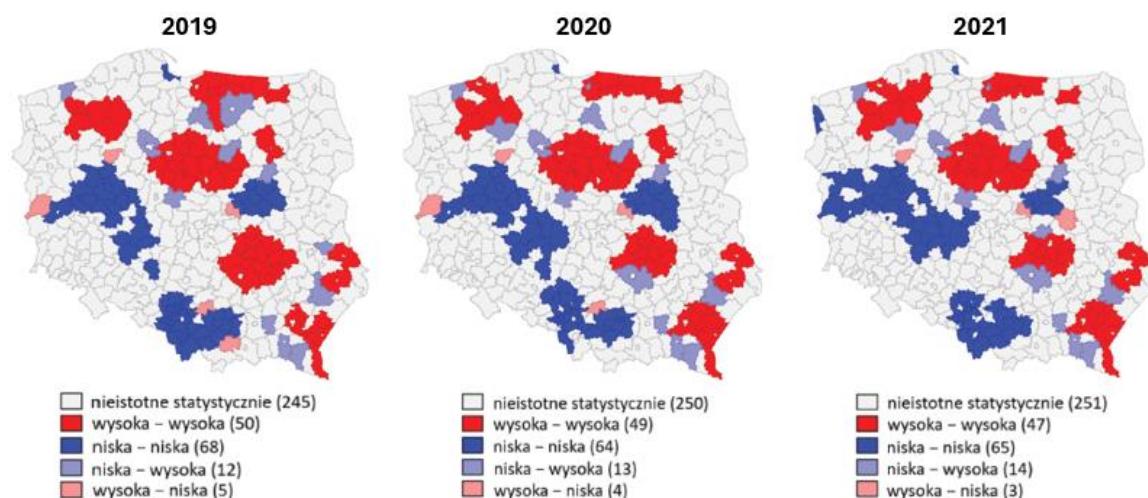 2019
2020
2021
nieistotne statystycznie (245)
wysoka – wysoka (50)
niska – niska (68)
niska – wysoka (12)
wysoka – niska (5)
nieistotne statystycznie (250)
wysoka – wysoka (49)
niska – niska (64)
niska – wysoka (13)
wysoka – niska (4)
nieistotne statystycznie (251)
wysoka – wysoka (47)
niska – niska (65)
niska – wysoka (14)
wysoka – niska (3)